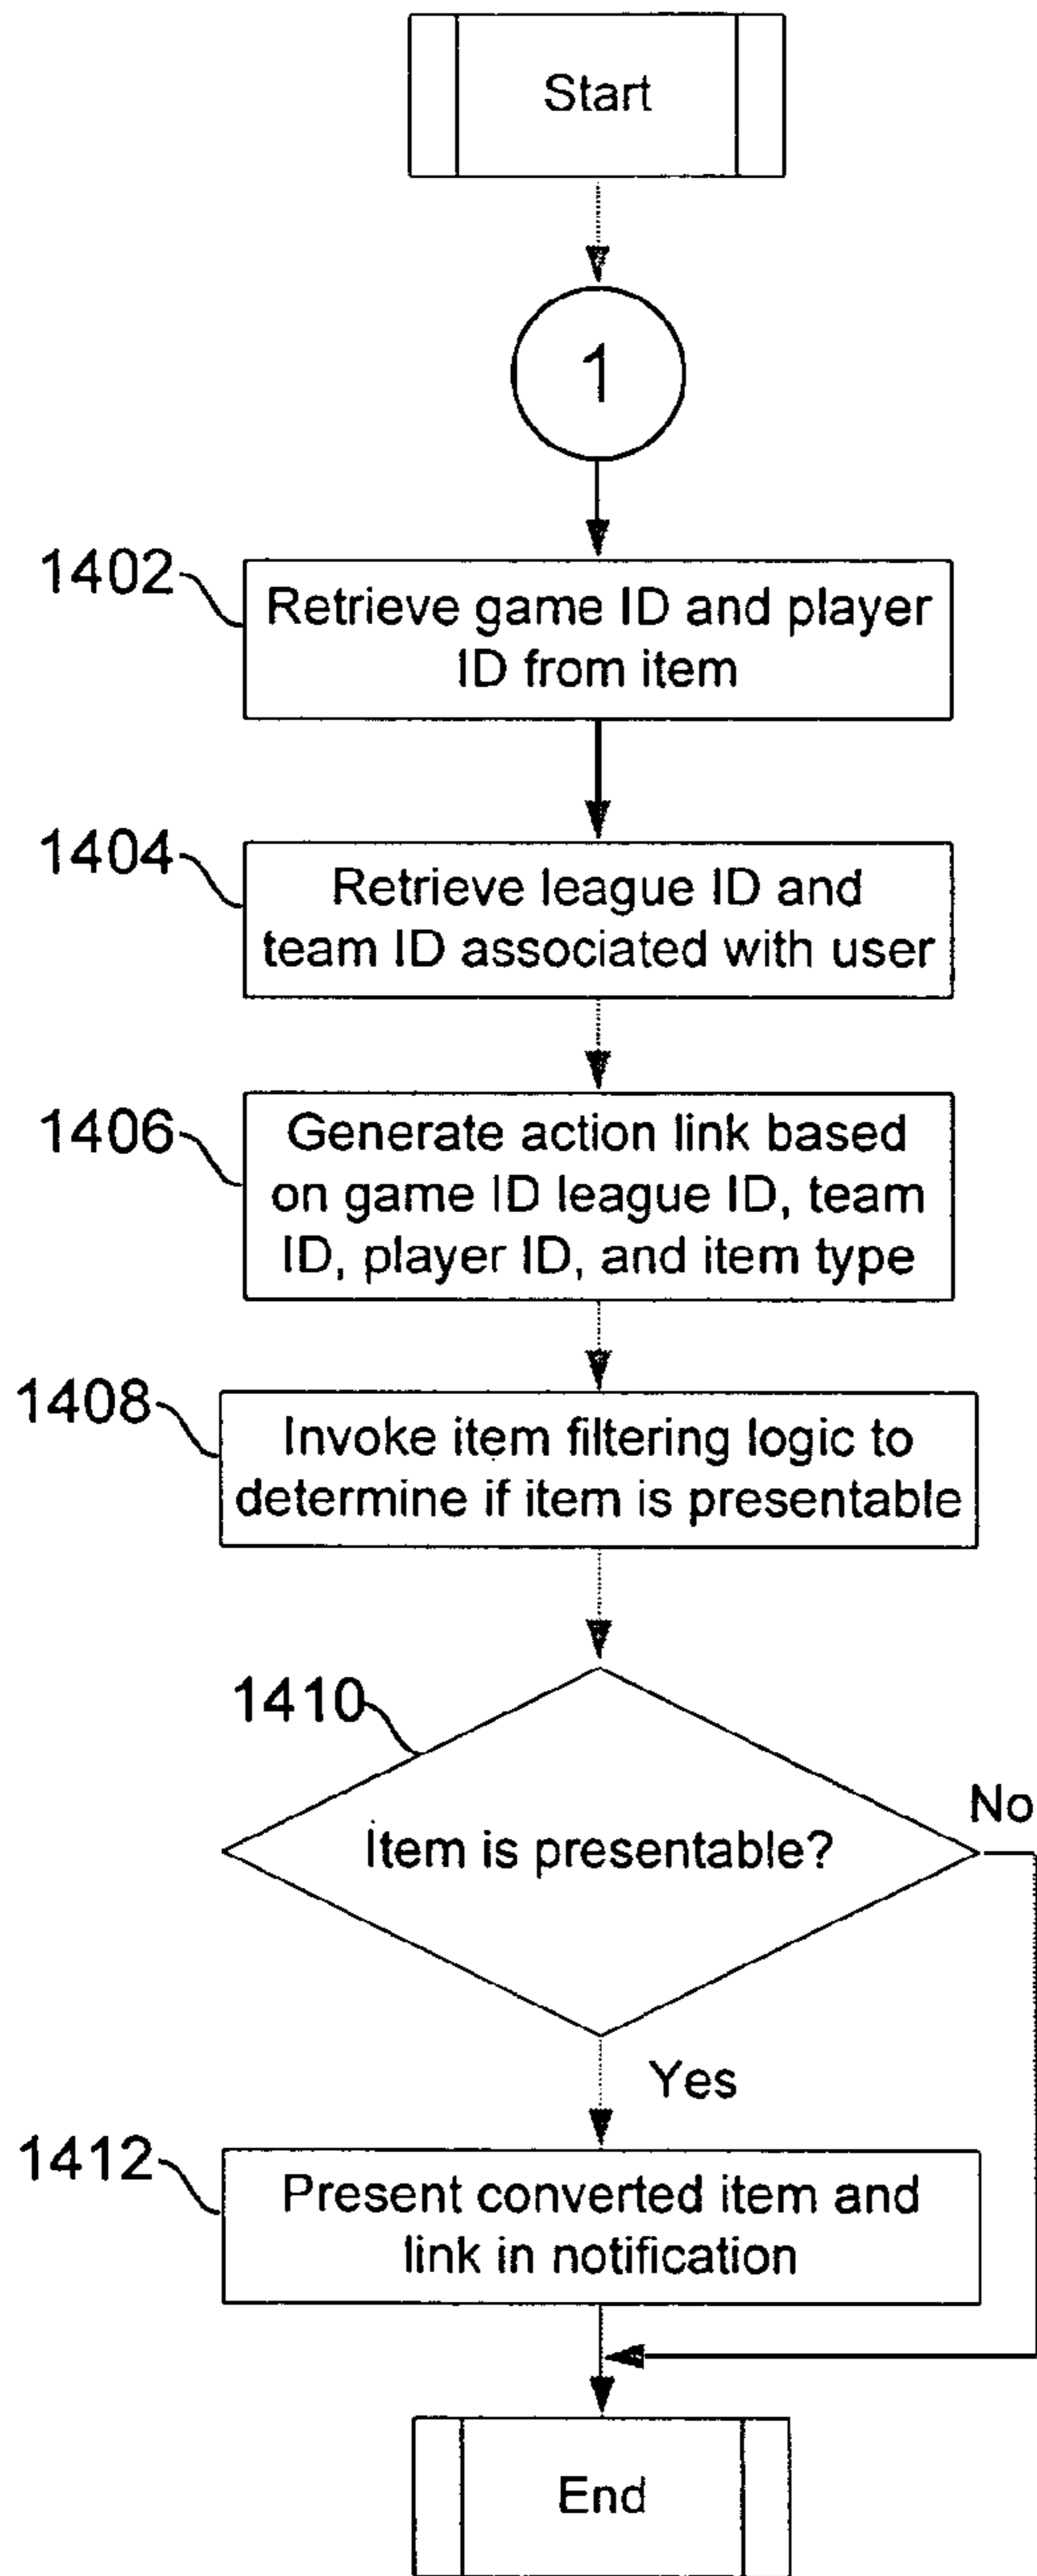 Start
1
1402
Retrieve game ID and player
ID from item
1404
Retrieve league ID and
team ID associated with user
1406
Generate action link based
on game ID league ID, team
ID, player ID, and item type
1408
Invoke item filtering logic to
determine if item is presentable
1410
Item is presentable?
No
Yes
1412
Present converted item and
link in notification
End